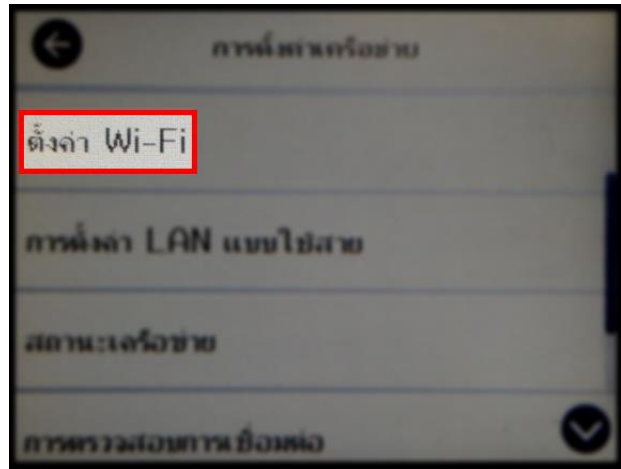 การตั้งค่าเครือข่าย
ตั้งค่า Wi-Fi
การตั้งค่า LAN แบบใช้สาย
สถานะเครือข่าย
การตรวจสอบการเชื่อมต่อ